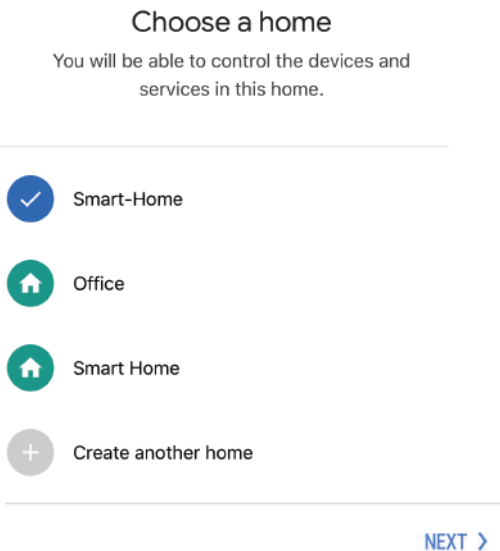 Choose a home
You will be able to control the devices and
services in this home.
Smart-Home
Office
Smart Home
Create another home
NEXT